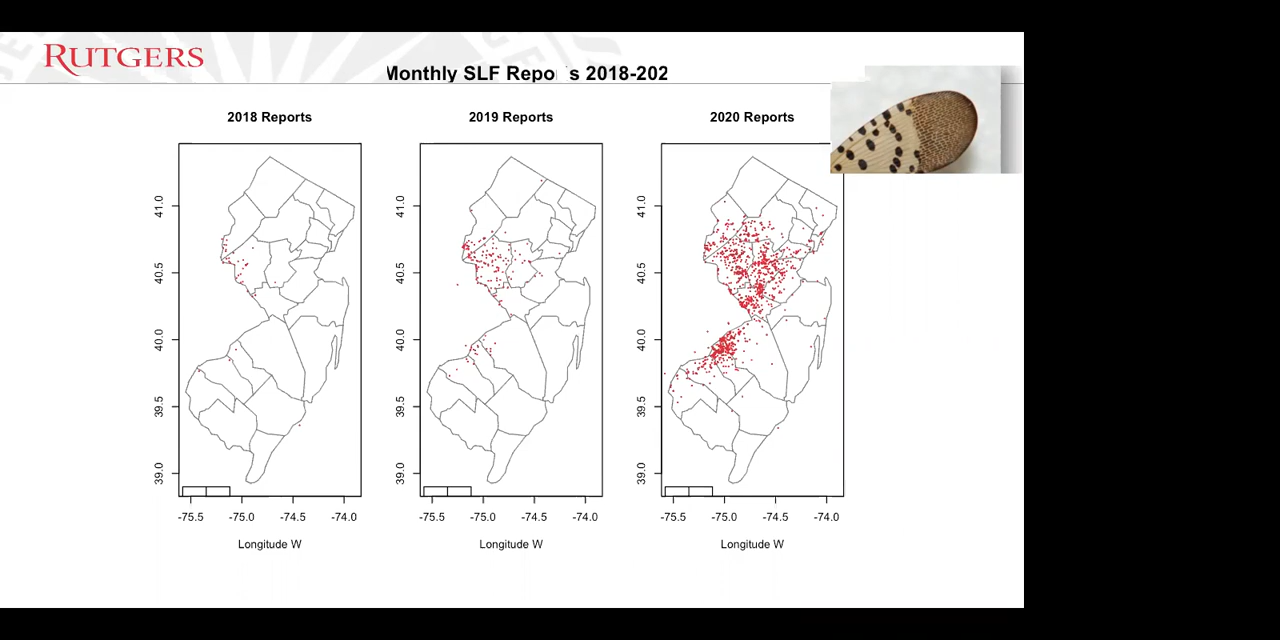 RUTGERS
Monthly SLF Repo s 2018-202
2018 Reports
2019 Reports
2020 Reports
41.0
40.5
40.0
39.5
39.0
41.0
40.5
40.0
39.5
39.0
41.0
40.5
40.0
39.5
39.0
-75.5 -75.0 -74.5 -74.0
-75.5 -75.0 -74.5 -74.0
-75.5 -75.0 -74.5 -74.0
Longitude W
Longitude W
Longitude W